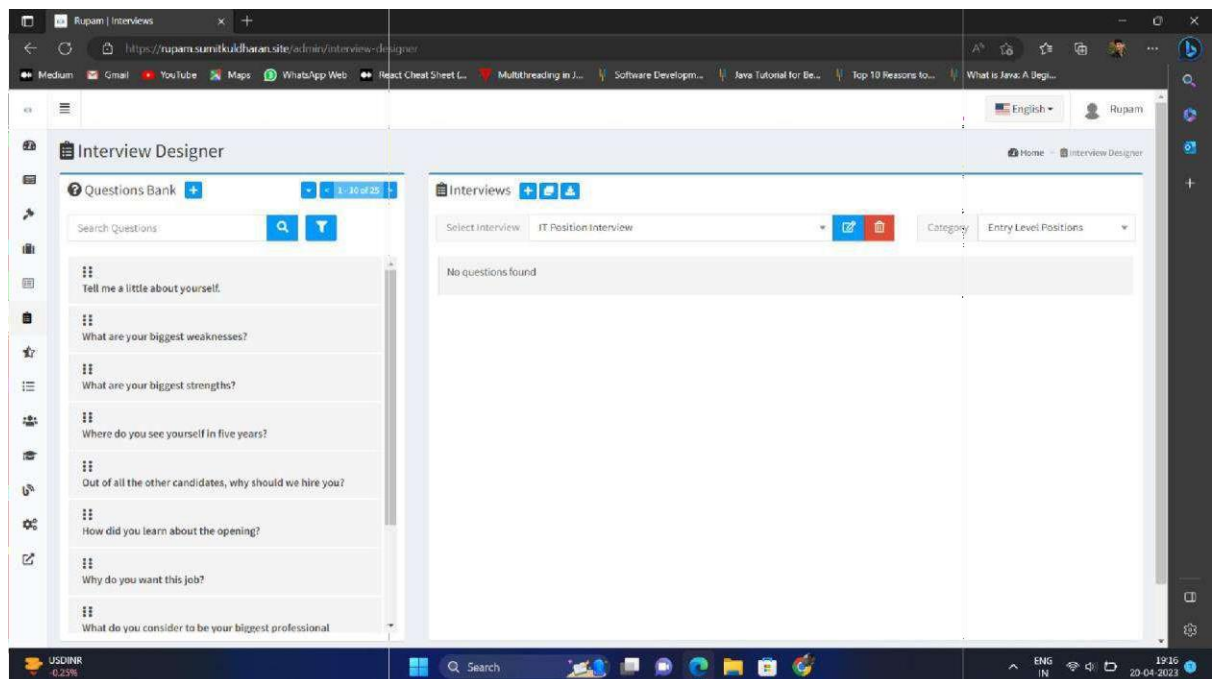 Rupam | Interviews
https://rupam.sumitkuldharan.site/admin/interview-designer
Medium Gmail YouTube Maps WhatsApp Web React Cheat Sheet (... Multithreading in J... Software Developm... Java Tutorial for Be... Top 10 Reasons to... What is Java: A Begi...
English Rupam
Interview Designer
Home Interview Designer
Questions Bank
1 - 10 of 25
Interviews
Search Questions
Select Interview IT Position Interview
Category Entry Level Positions
No questions found
Tell me a little about yourself.
What are your biggest weaknesses?
What are your biggest strengths?
Where do you see yourself in five years?
Out of all the other candidates, why should we hire you?
How did you learn about the opening?
Why do you want this job?
What do you consider to be your biggest professional
USDINR
-0.25%
Search
ENG
IN
19:16
20-04-2023